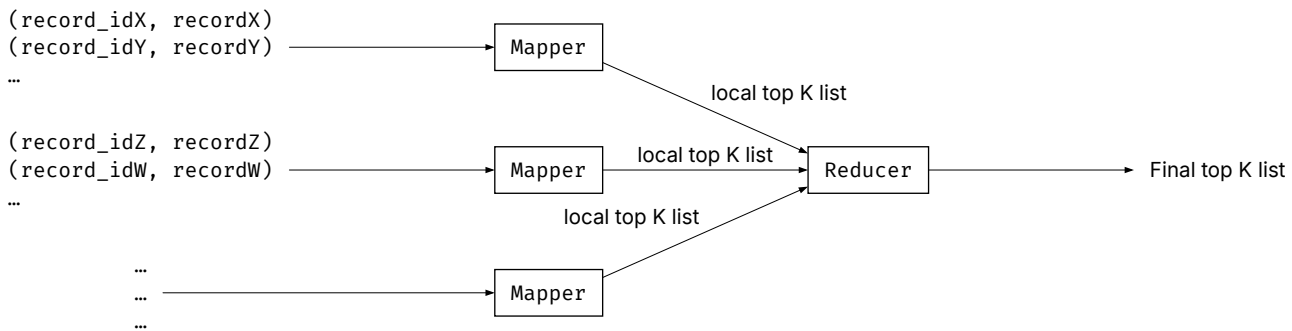 (record_idX, recordX)
(record_idY, recordY)
…
Mapper
local top K list
(record_idZ, recordZ)
(record_idW, recordW)
…
Mapper
local top K list
Reducer
Final top K list
local top K list
…
…
…
Mapper